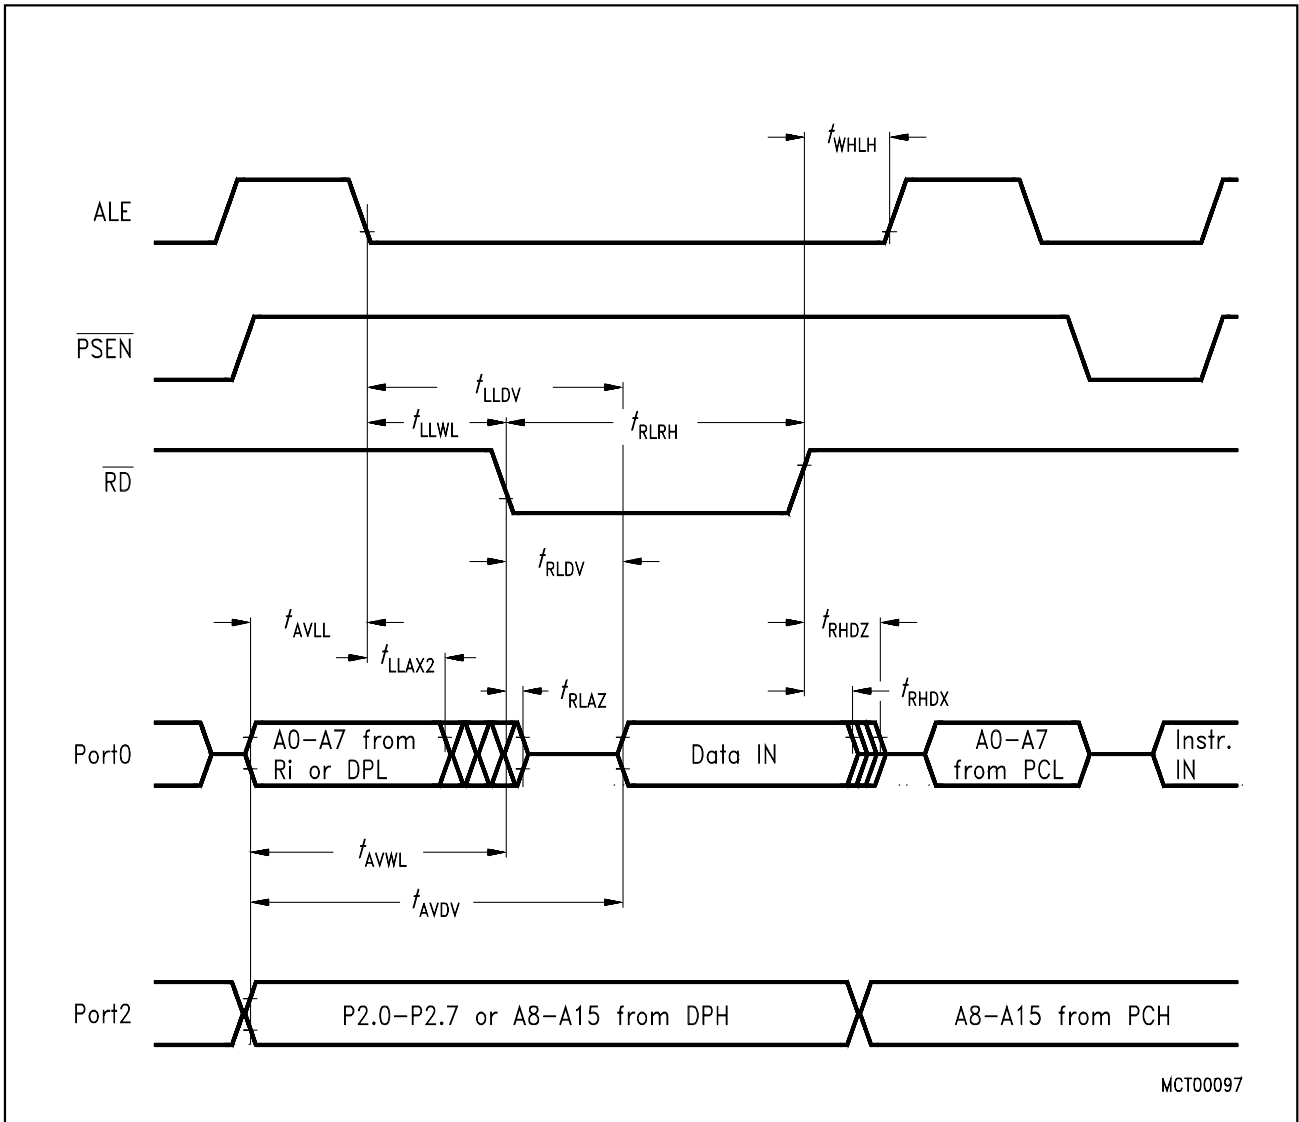 tWHLH
ALE
PSEN
tLLDV
tLLWL
tRLRH
RD
tRLDV
tAVLL
tRHDZ
tLLAX2
tRLAZ
tRHDX
Port0
A0-A7 from
Ri or DPL
Data IN
A0-A7
from PCL
Instr.
IN
tAVWL
tAVDV
Port2
P2.0-P2.7 or A8-A15 from DPH
A8-A15 from PCH
MCT00097